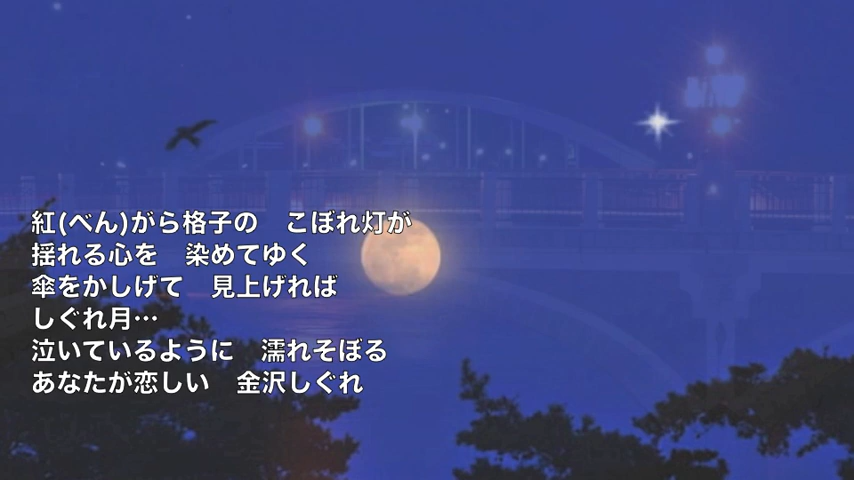 紅(べん)がら格子の　こぼれ灯が
揺れる心を　染めてゆく
傘をかしげて　見上げれば
しぐれ月…
泣いているように　濡れそぼる
あなたが恋しい　金沢しぐれ